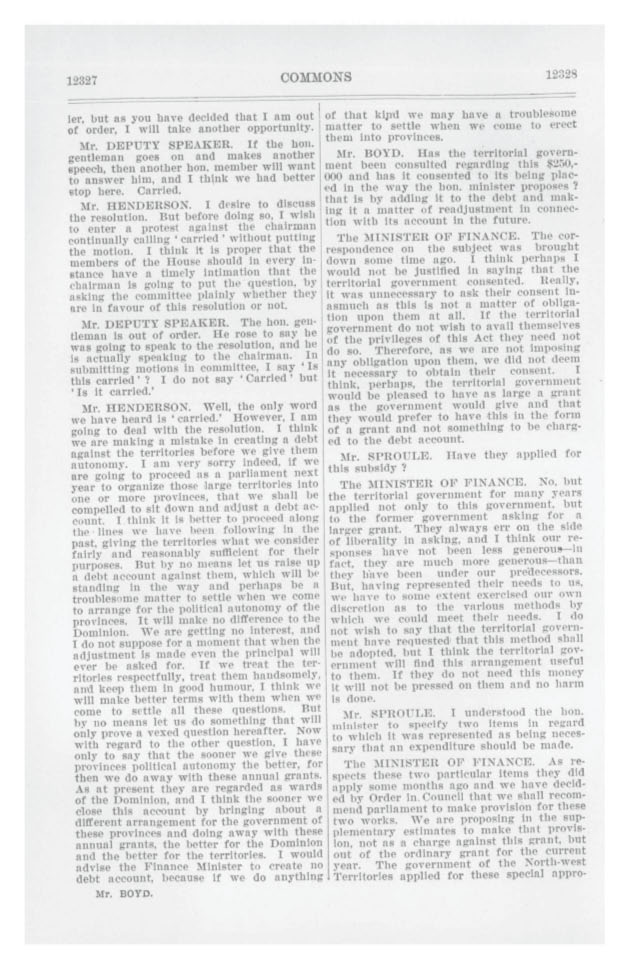 12327
COMMONS
12328
ier, but as you have decided that I am out
of order, I will take another opportunity.
Mr. DEPUTY SPEAKER. If the hon.
gentleman goes on and makes another
speech, then another hon. member will want
to answer him, and I think we had better
stop here. Carried.
Mr. HENDERSON. I desire to discuss
the resolution. But before doing so, I wish
to enter a protest against the chairman
continually calling ‘ carried ’ without putting
the motion. I think it is proper that the
members of the House should in every in-
stance have a timely intimation that the
chairman is going to put the question, by
asking the committee plainly whether they
are in favour of this resolution or not.
Mr. DEPUTY SPEAKER. The hon. gen-
tleman is out of order. He rose to say he
was going to speak to the resolution, and he
is actually speaking to the chairman. In
submitting motions in committee, I say ‘ Is
this carried ’ ? I do not say ‘ Carried ’ but
‘ Is it carried.’
Mr. HENDERSON. Well, the only word
we have heard is ‘ carried.’ However, I am
going to deal with the resolution. I think
we are making a mistake in creating a debt
against the territories before we give them
autonomy. I am very sorry indeed, if we
are going to proceed as a parliament next
year to organize those large territories into
one or more provinces, that we shall be
compelled to sit down and adjust a debt ac-
count. I think it is better to proceed along
the lines we have been following in the
past, giving the territories what we consider
fairly and reasonably sufficient for their
purposes. But by no means let us raise up
a debt account against them, which will be
standing in the way and perhaps be a
troublesome matter to settle when we come
to arrange for the political autonomy of the
provinces. It will make no difference to the
Dominion. We are getting no interest, and
I do not suppose for a moment that when the
adjustment is made even the principal will
ever be asked for. If we treat the ter-
ritories respectfully, treat them handsomely,
and keep them in good humour, I think we
will make better terms with them when we
come to settle all these questions. But
by no means let us do something that will
only prove a vexed question hereafter. Now
with regard to the other question, I have
only to say that the sooner we give these
provinces political autonomy the better, for
then we do away with these annual grants.
As at present they are regarded as wards
of the Dominion, and I think the sooner we
close this account by bringing about a
different arrangement for the government of
these provinces and doing away with these
annual grants, the better for the Dominion
and the better for the territories. I would
advise the Finance Minister to create no
debt account, because if we do anything
Mr. BOYD.
of that kind we may have a troublesome
matter to settle when we come to erect
them into provinces.
Mr. BOYD. Has the territorial govern-
ment been consulted regarding this $250,-
000 and has it consented to its being plac-
ed in the way the hon. minister proposes ?
that is by adding it to the debt and mak-
ing it a matter of readjustment in connec-
tion with its account in the future.
The MINISTER OF FINANCE. The cor-
respondence on the subject was brought
down some time ago. I think perhaps I
would not be justified in saying that the
territorial government consented. Really,
it was unnecessary to ask their consent in-
asmuch as this is not a matter of obliga-
tion upon them at all. If the territorial
government do not wish to avail themselves
of the privileges of this Act they need not
do so. Therefore, as we are not imposing
any obligation upon them, we did not deem
it necessary to obtain their consent. I
think, perhaps, the territorial government
would be pleased to have as large a grant
as the government would give and that
they would prefer to have this in the form
of a grant and not something to be charg-
ed to the debt account.
Mr. SPROULE. Have they applied for
this subsidy ?
The MINISTER OF FINANCE. No, but
the territorial government for many years
applied not only to this government, but
to the former government asking for a
larger grant. They always err on the side
of liberality in asking, and I think our re-
sponses have not been less generous—in
fact, they are much more generous—than
they have been under our predecessors.
But, having represented their needs to us,
we have to some extent exercised our own
discretion as to the various methods by
which we could meet their needs. I do
not wish to say that the territorial govern-
ment have requested that this method shall
be adopted, but I think the territorial gov-
ernment will find this arrangement useful
to them. If they do not need this money
it will not be pressed on them and no harm
is done.
Mr. SPROULE. I understood the hon.
minister to specify two items in regard
to which it was represented as being neces-
sary that an expenditure should be made.
The MINISTER OF FINANCE. As re-
spects these two particular items they did
apply some months ago and we have decid-
ed by Order in Council that we shall recom-
mend parliament to make provision for these
two works. We are proposing in the sup-
plementary estimates to make that provis-
ion, not as a charge against this grant, but
out of the ordinary grant for the current
year. The government of the North-west
Territories applied for these special appro-